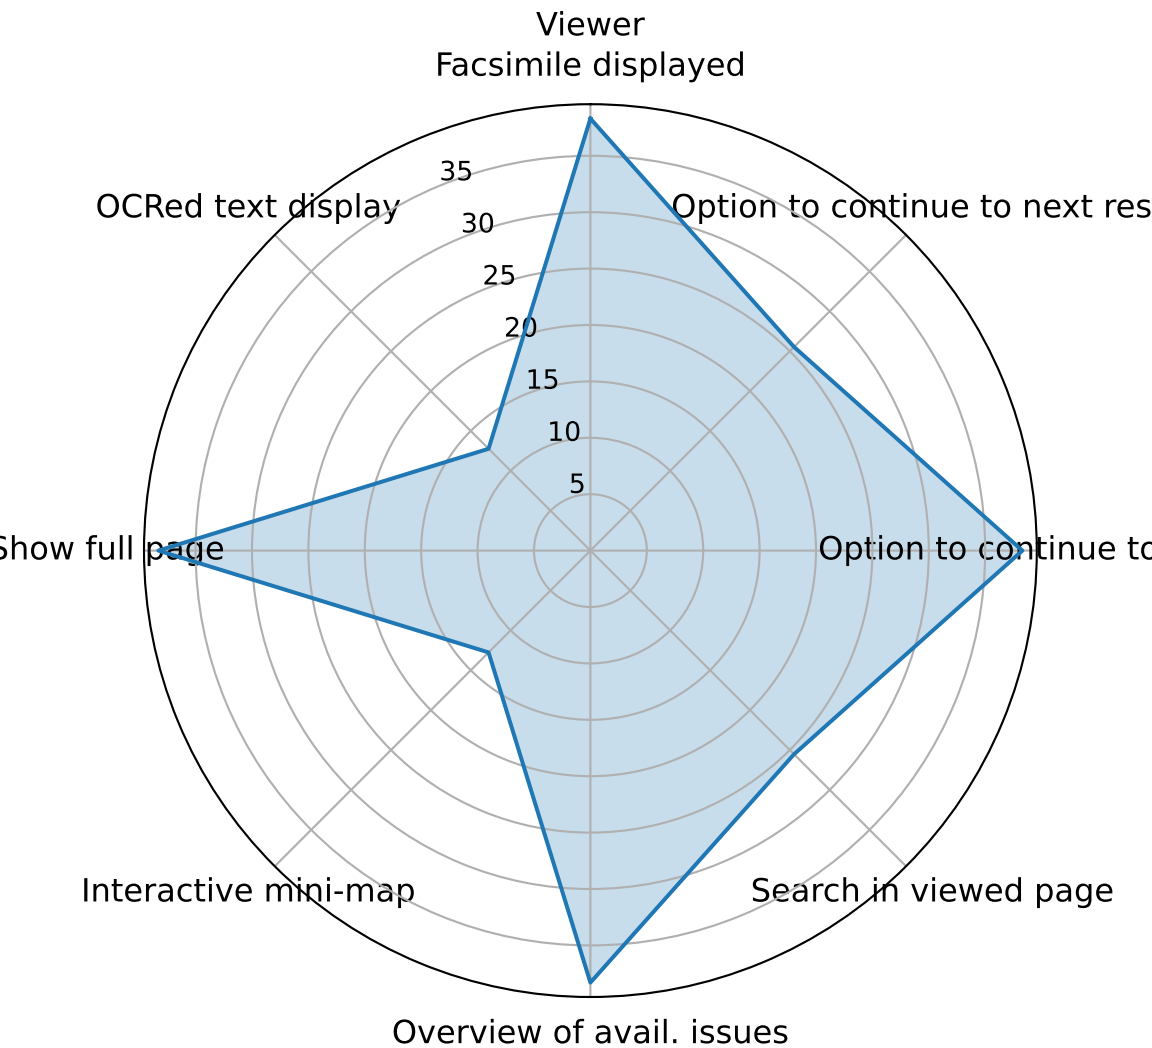 Viewer
Facsimile displayed
35
OCRed text display
Option to continue to next res
30
25
20
15
10
5
Show full page
Option to continue to
Interactive mini-map
Search in viewed page
Overview of avail. issues